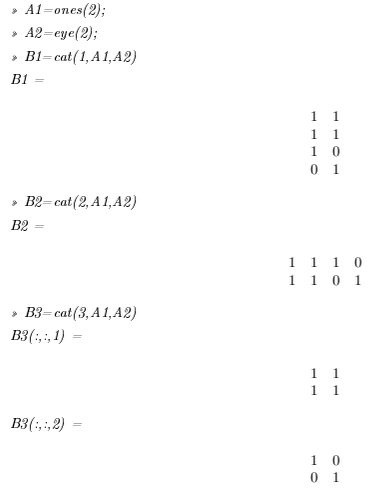 » A1=ones(2);
» A2=eye(2);
» B1=cat(1,A1,A2)
B1 =
1 1
1 1
1 0
0 1
» B2=cat(2,A1,A2)
B2 =
1 1 1 0
1 1 0 1
» B3=cat(3,A1,A2)
B3(:,:,1) =
1 1
1 1
B3(:,:,2) =
1 0
0 1